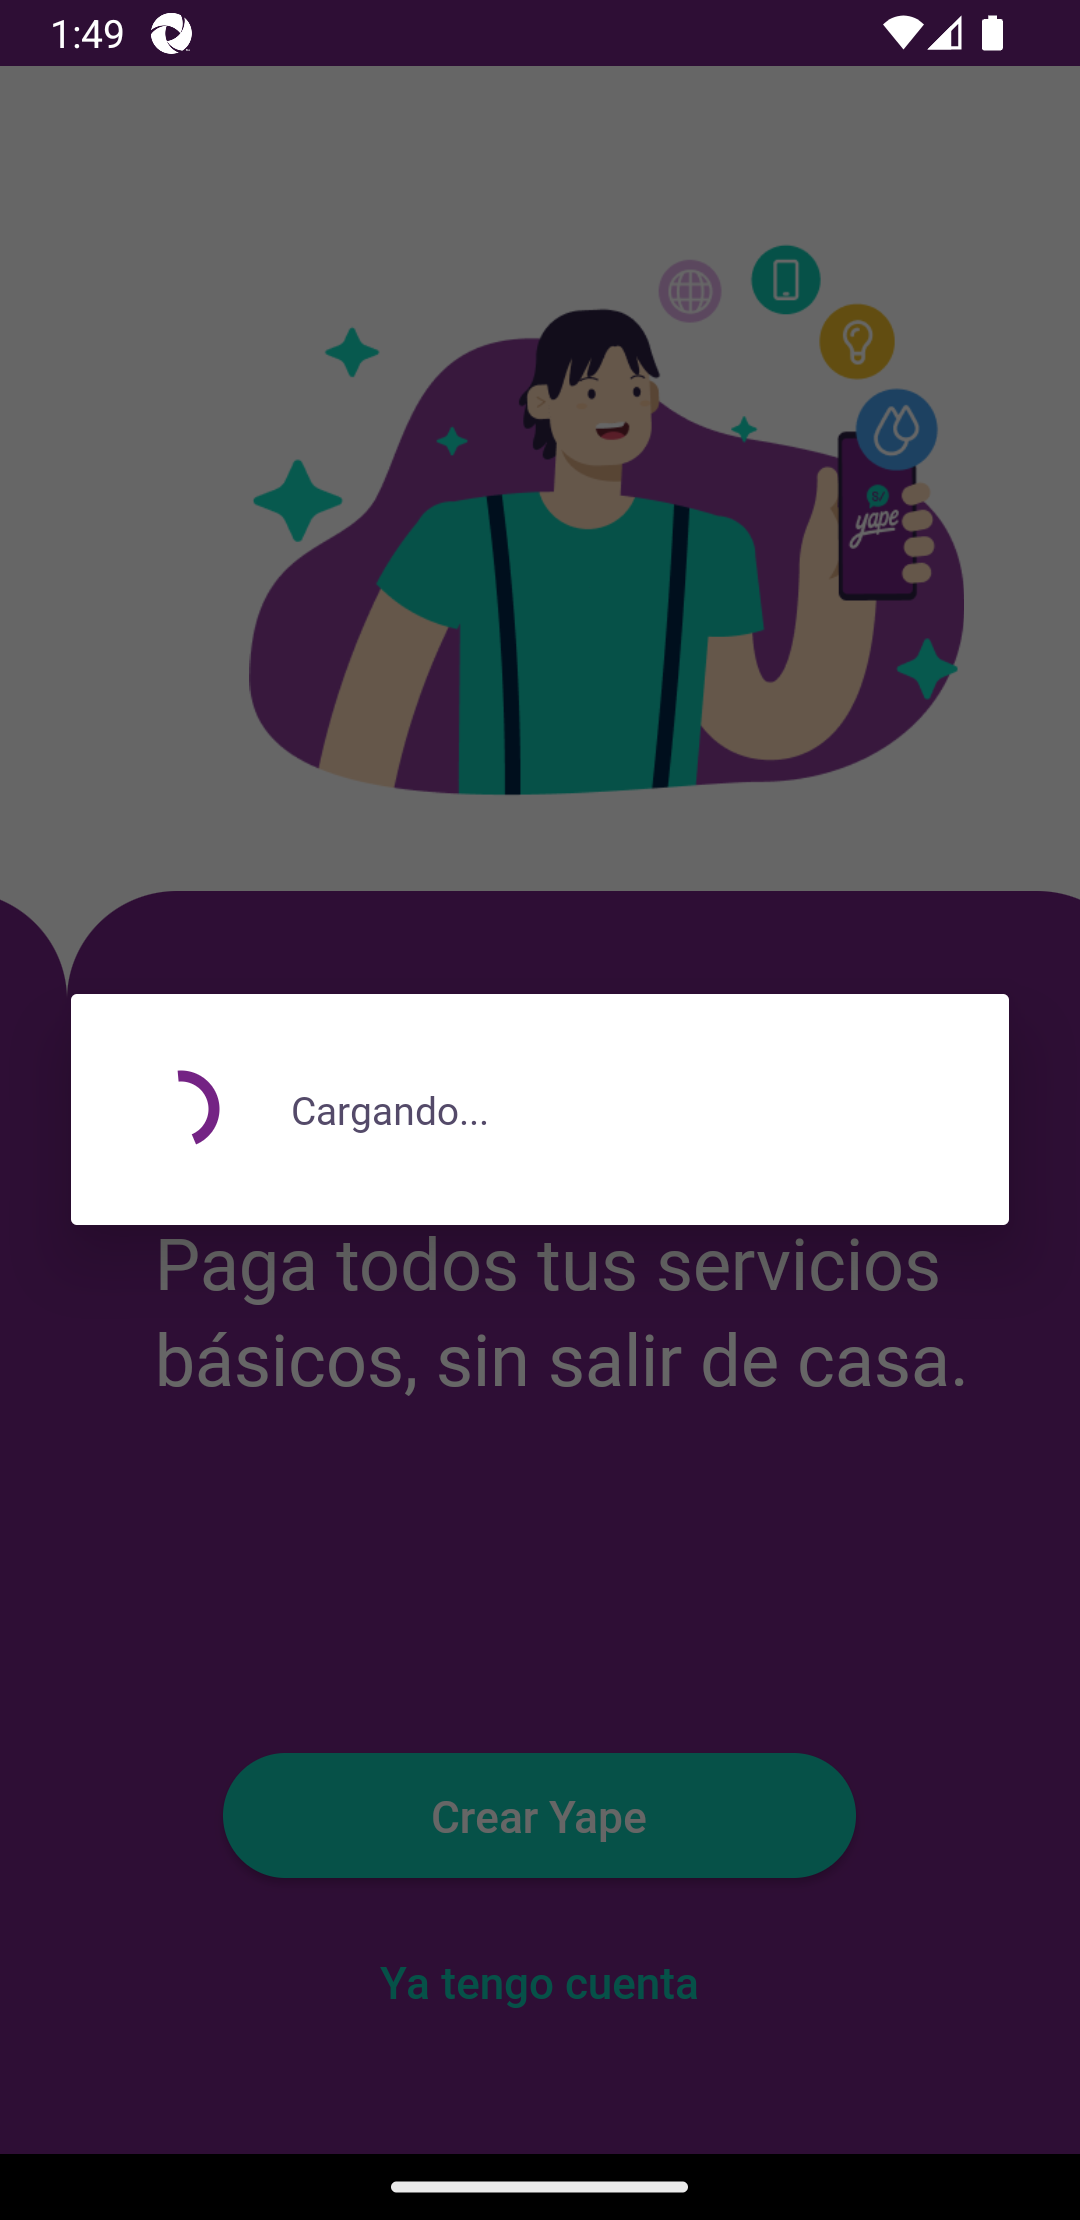 1:49
S/
yape
Cargando...
Paga todos tus servicios
básicos, sin salir de casa.
Crear Yape
Ya tengo cuenta